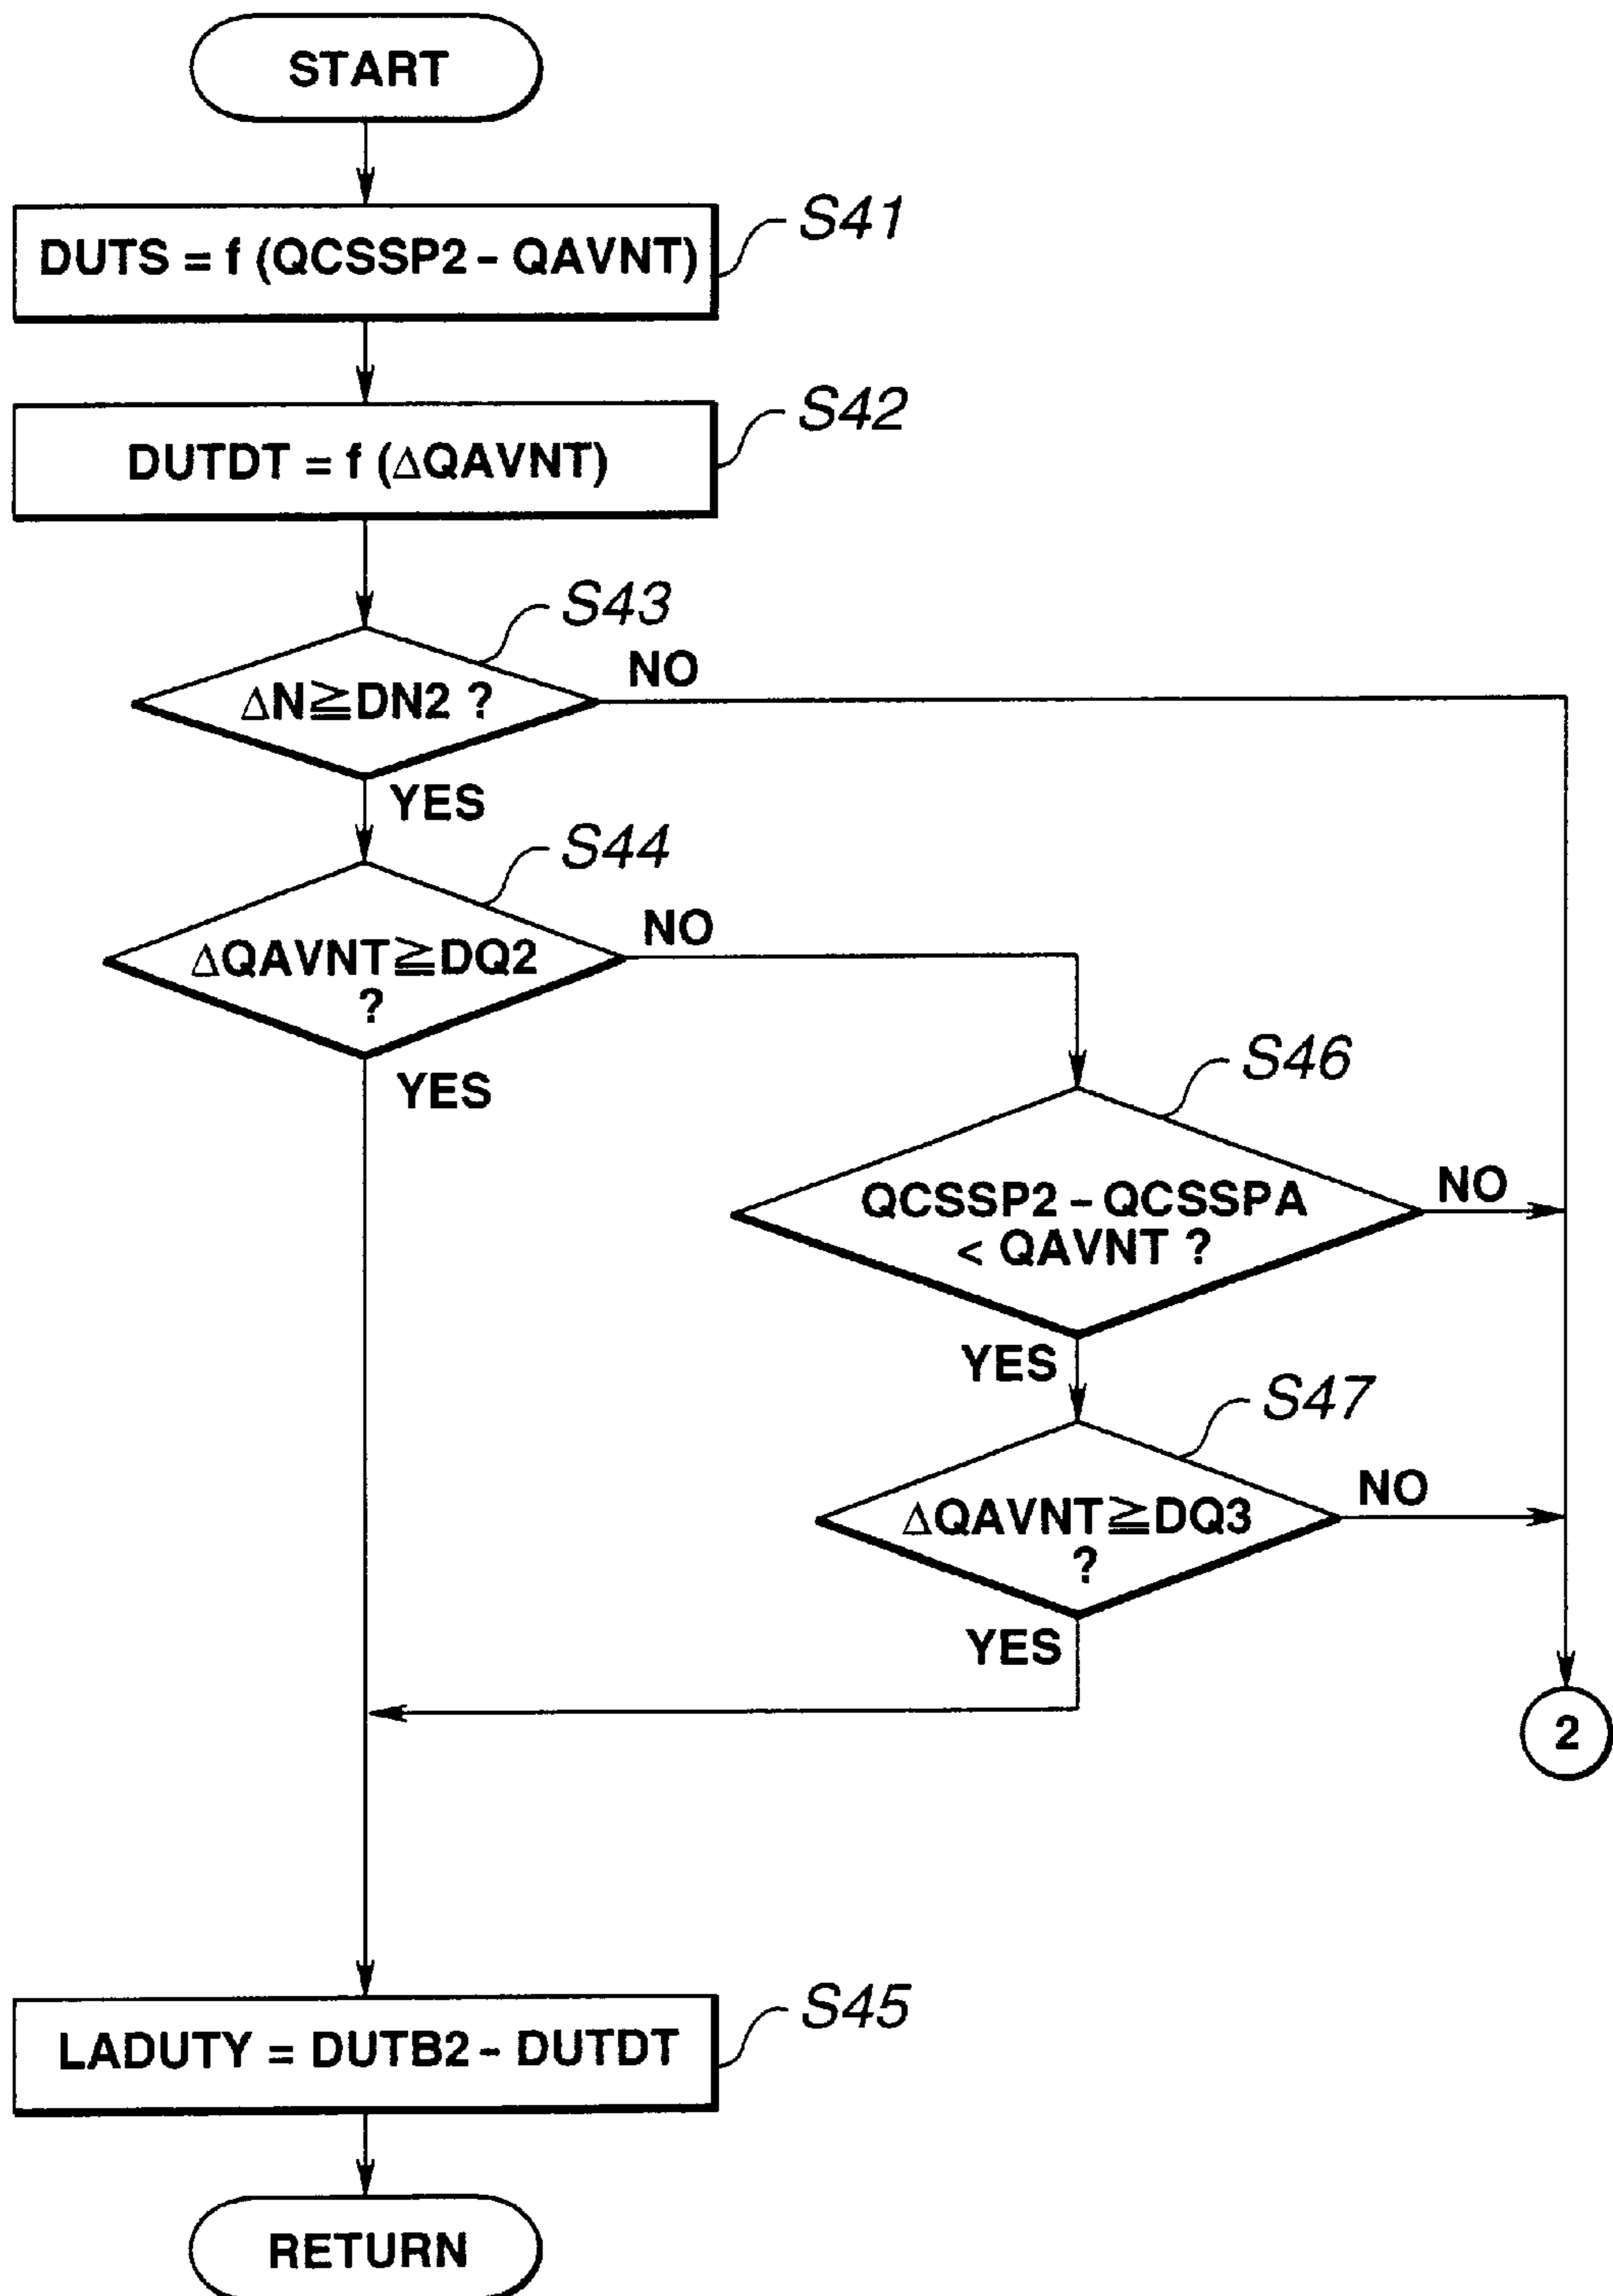 START
DUTS = f (QCSSP2 - QAVNT)
S41
DUTDT = f (ΔQAVNT)
S42
S43
ΔN≧DN2 ?
NO
YES
S44
ΔQAVNT≧DQ2
?
NO
YES
S46
QCSSP2 - QCSSPA
< QAVNT ?
NO
YES
S47
ΔQAVNT≧DQ3
?
NO
YES
2
LADUTY = DUTB2 - DUTDT
S45
RETURN